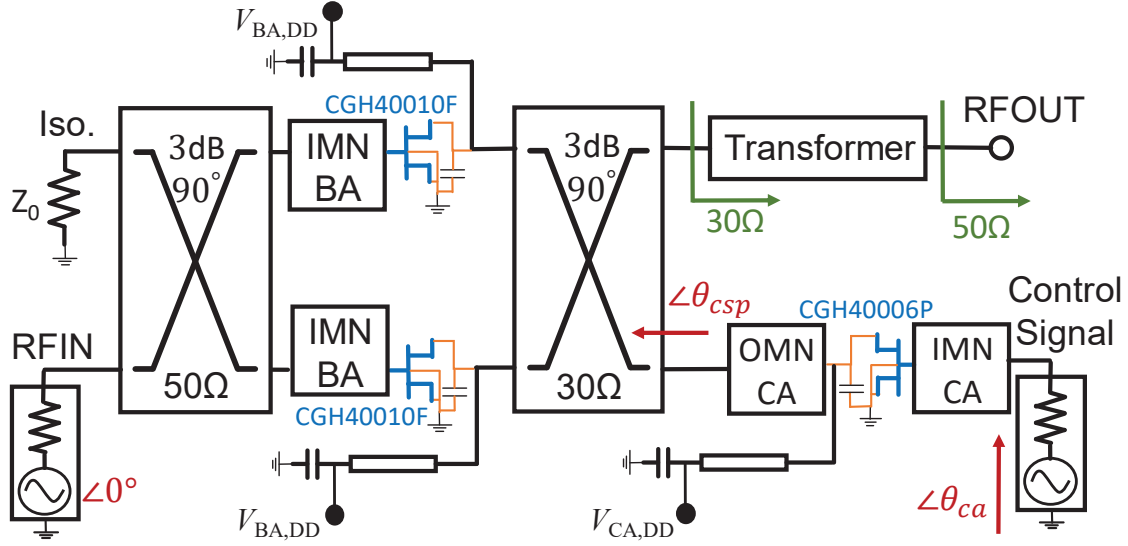 V_BA,DD
CGH40010F
Iso.
3dB
90°
IMN
BA
3dB
90°
Transformer
RFOUT
Z₀
30Ω
50Ω
∠θ_csp
CGH40006P
Control
Signal
RFIN
IMN
BA
OMN
CA
IMN
CA
50Ω
CGH40010F
30Ω
∠0°
∠θ_ca
V_BA,DD
V_CA,DD